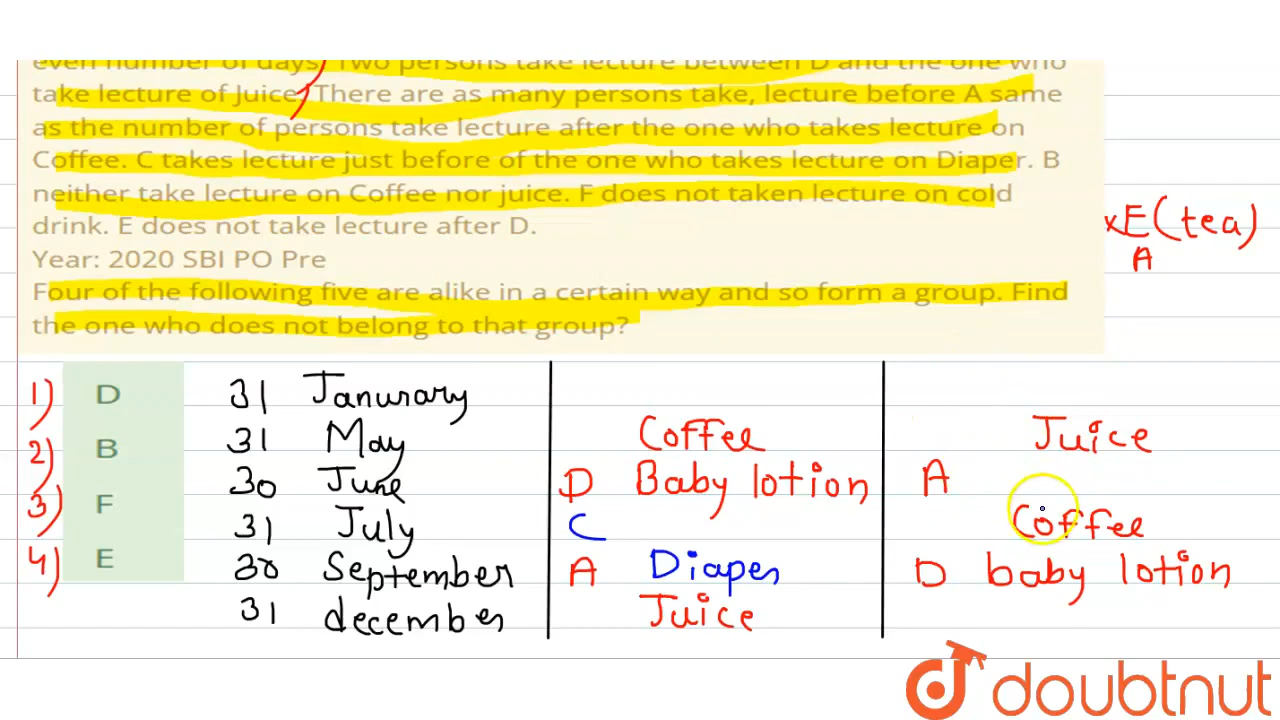 even number of days, Two persons take lecture between D and the one who
take lecture of Juice. There are as many persons take, lecture before A same
as the number of persons take lecture after the one who takes lecture on
Coffee. C takes lecture just before of the one who takes lecture on Diaper. B
neither take lecture on Coffee nor juice. F does not taken lecture on cold
drink. E does not take lecture after D.
Year: 2020 SBI PO Pre
Four of the following five are alike in a certain way and so form a group. Find
the one who does not belong to that group?
xE(tea)
A
1) D
2) B
3) F
4) E
31 Janurary
31 May
30 June
31 July
30 September
31 december
Coffee
D Baby lotion
C
A Diaper
Juice
Juice
A
Coffee
D baby lotion
doubtnut